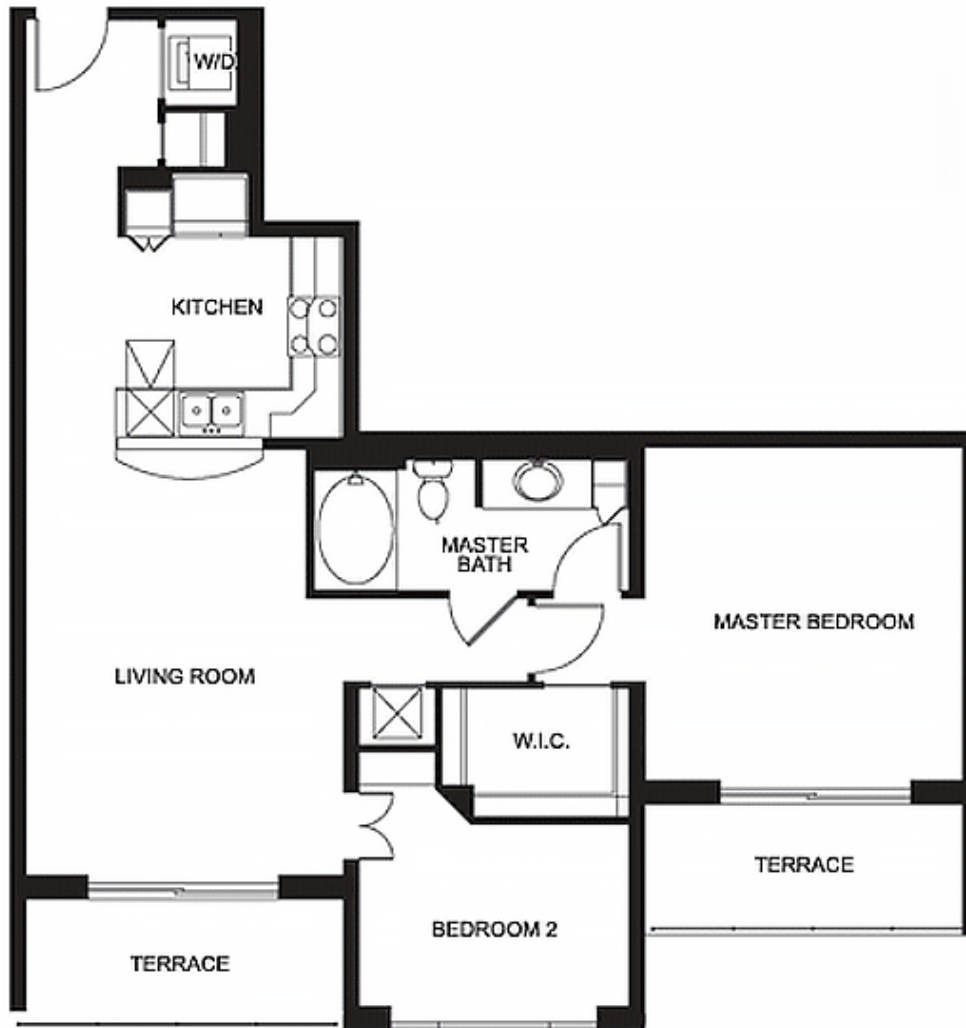 W/D
KITCHEN
MASTER
BATH
MASTER BEDROOM
LIVING ROOM
W.I.C.
TERRACE
BEDROOM 2
TERRACE